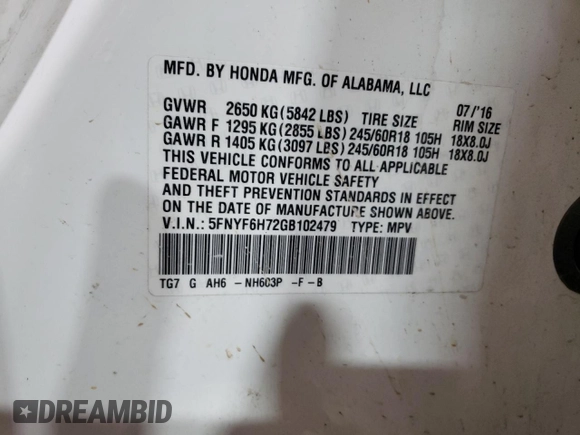 MFD. BY HONDA MFG. OF ALABAMA, LLC
07/'16
GVWR 2650 KG(5842 LBS) TIRE SIZE RIM SIZE
GAWR F 1295 KG(2855 LBS)245/60R18 105H 18X8.0J
GAWR R 1405 KG(3097 LBS)245/60R18 105H 18X8.0J
THIS VEHICLE CONFORMS TO ALL APPLICABLE
FEDERAL MOTOR VEHICLE SAFETY
AND THEFT PREVENTION STANDARDS IN EFFECT
ON THE DATE OF MANUFACTURE SHOWN ABOVE.
V.I.N.: 5FNYF6H72GB102479 TYPE: MPV
TG7 G AH6 -NH603P -F-B
DREAMBID